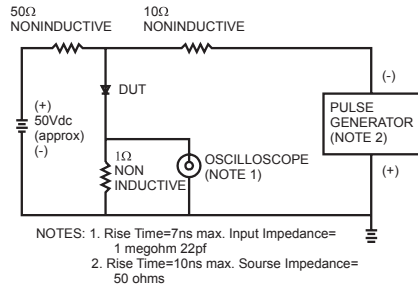 50Ω
NONINDUCTIVE
10Ω
NONINDUCTIVE
(+)
50Vdc
(approx)
(-)
DUT
1Ω
NON
INDUCTIVE
OSCILLOSCOPE
(NOTE 1)
(-)
PULSE
GENERATOR
(NOTE 2)
(+)
NOTES: 1. Rise Time=7ns max. Input Impedance=
1 megohm 22pf
2. Rise Time=10ns max. Sourse Impedance=
50 ohms